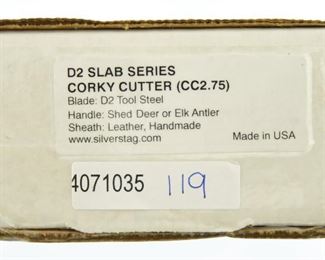 D2 SLAB SERIES
CORKY CUTTER (CC2.75)
Blade: D2 Tool Steel
Handle: Shed Deer or Elk Antler
Sheath: Leather, Handmade
www.silverstag.com Made in USA
4071035 119